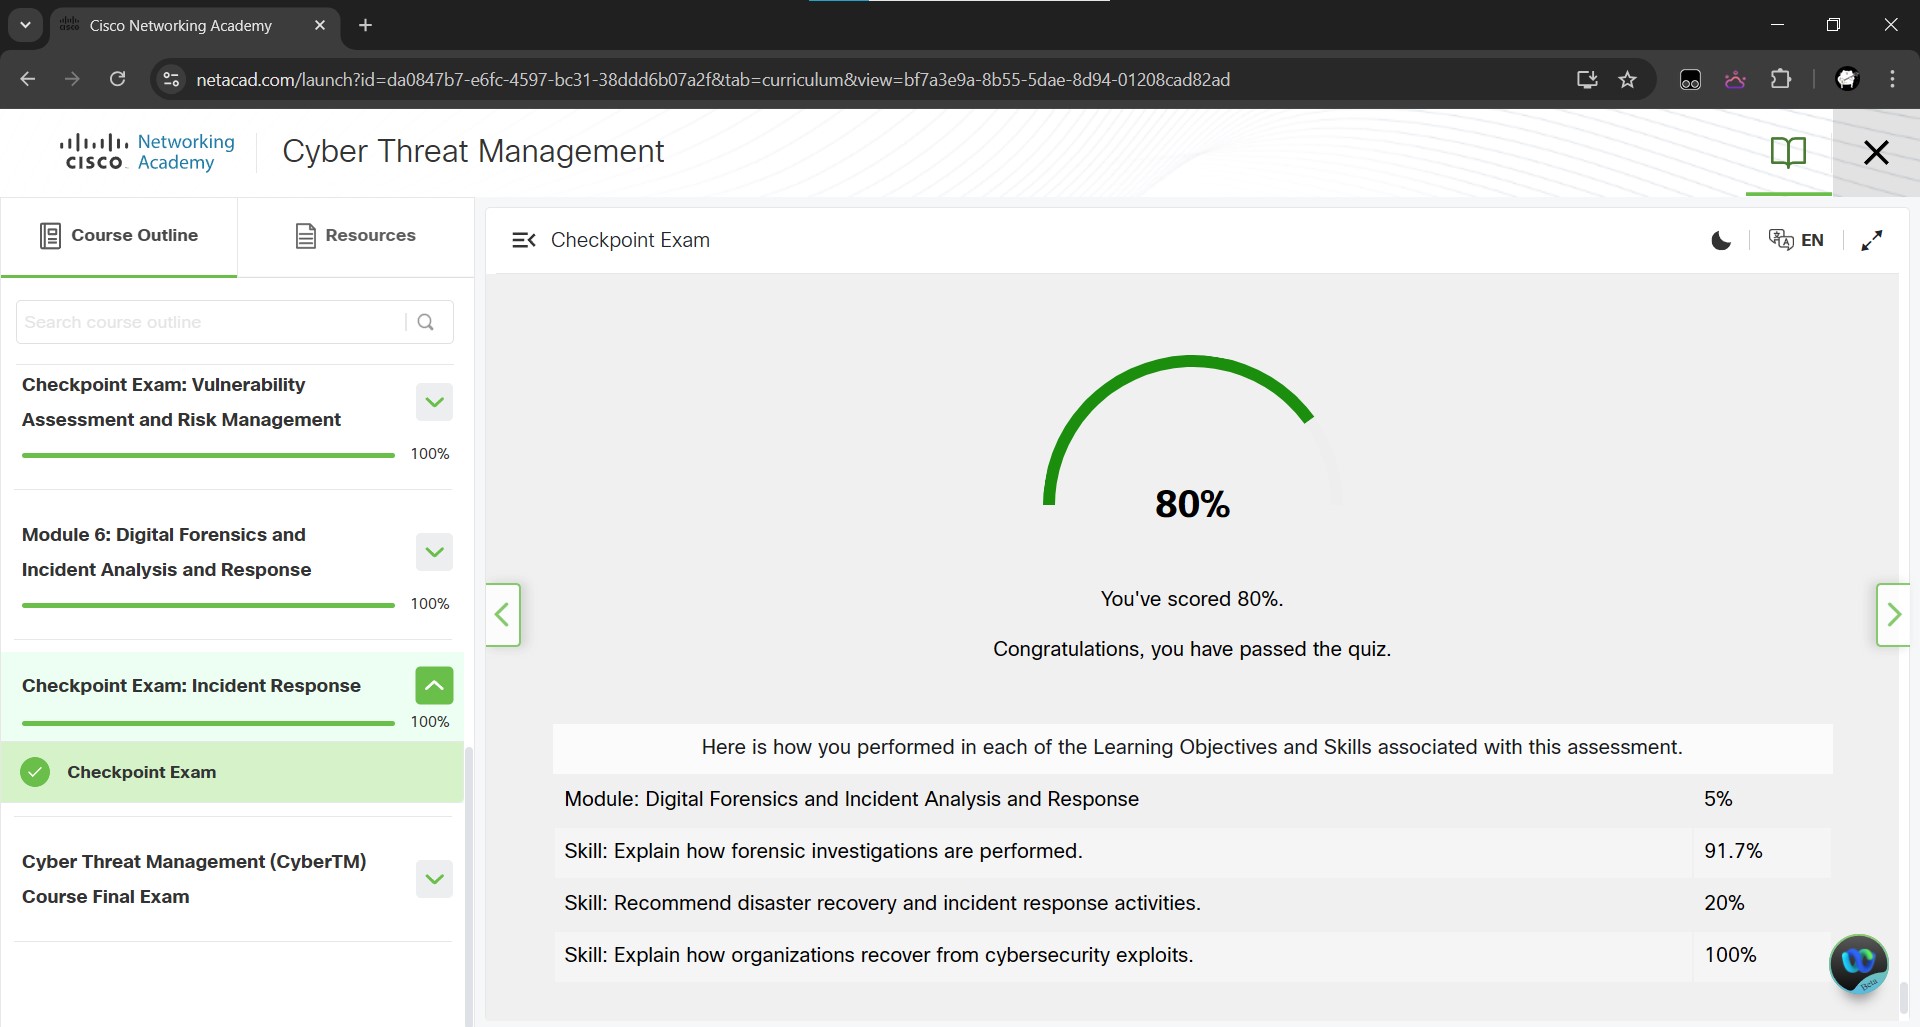 Cisco Networking Academy
netacad.com/launch?id=da0847b7-e6fc-4597-bc31-38ddd6b07a2f&tab=curriculum&view=bf7a3e9a-8b55-5dae-8d94-01208cad82ad
CISCO
Networking
Academy
Cyber Threat Management
Course Outline
Resources
Search course outline
Checkpoint Exam: Vulnerability
Assessment and Risk Management
100%
Module 6: Digital Forensics and
Incident Analysis and Response
100%
Checkpoint Exam: Incident Response
100%
Checkpoint Exam
Cyber Threat Management (CyberTM)
Course Final Exam
Checkpoint Exam
EN
80%
You've scored 80%.
Congratulations, you have passed the quiz.
Here is how you performed in each of the Learning Objectives and Skills associated with this assessment.
Module: Digital Forensics and Incident Analysis and Response 5%
Skill: Explain how forensic investigations are performed. 91.7%
Skill: Recommend disaster recovery and incident response activities. 20%
Skill: Explain how organizations recover from cybersecurity exploits. 100%
Beta